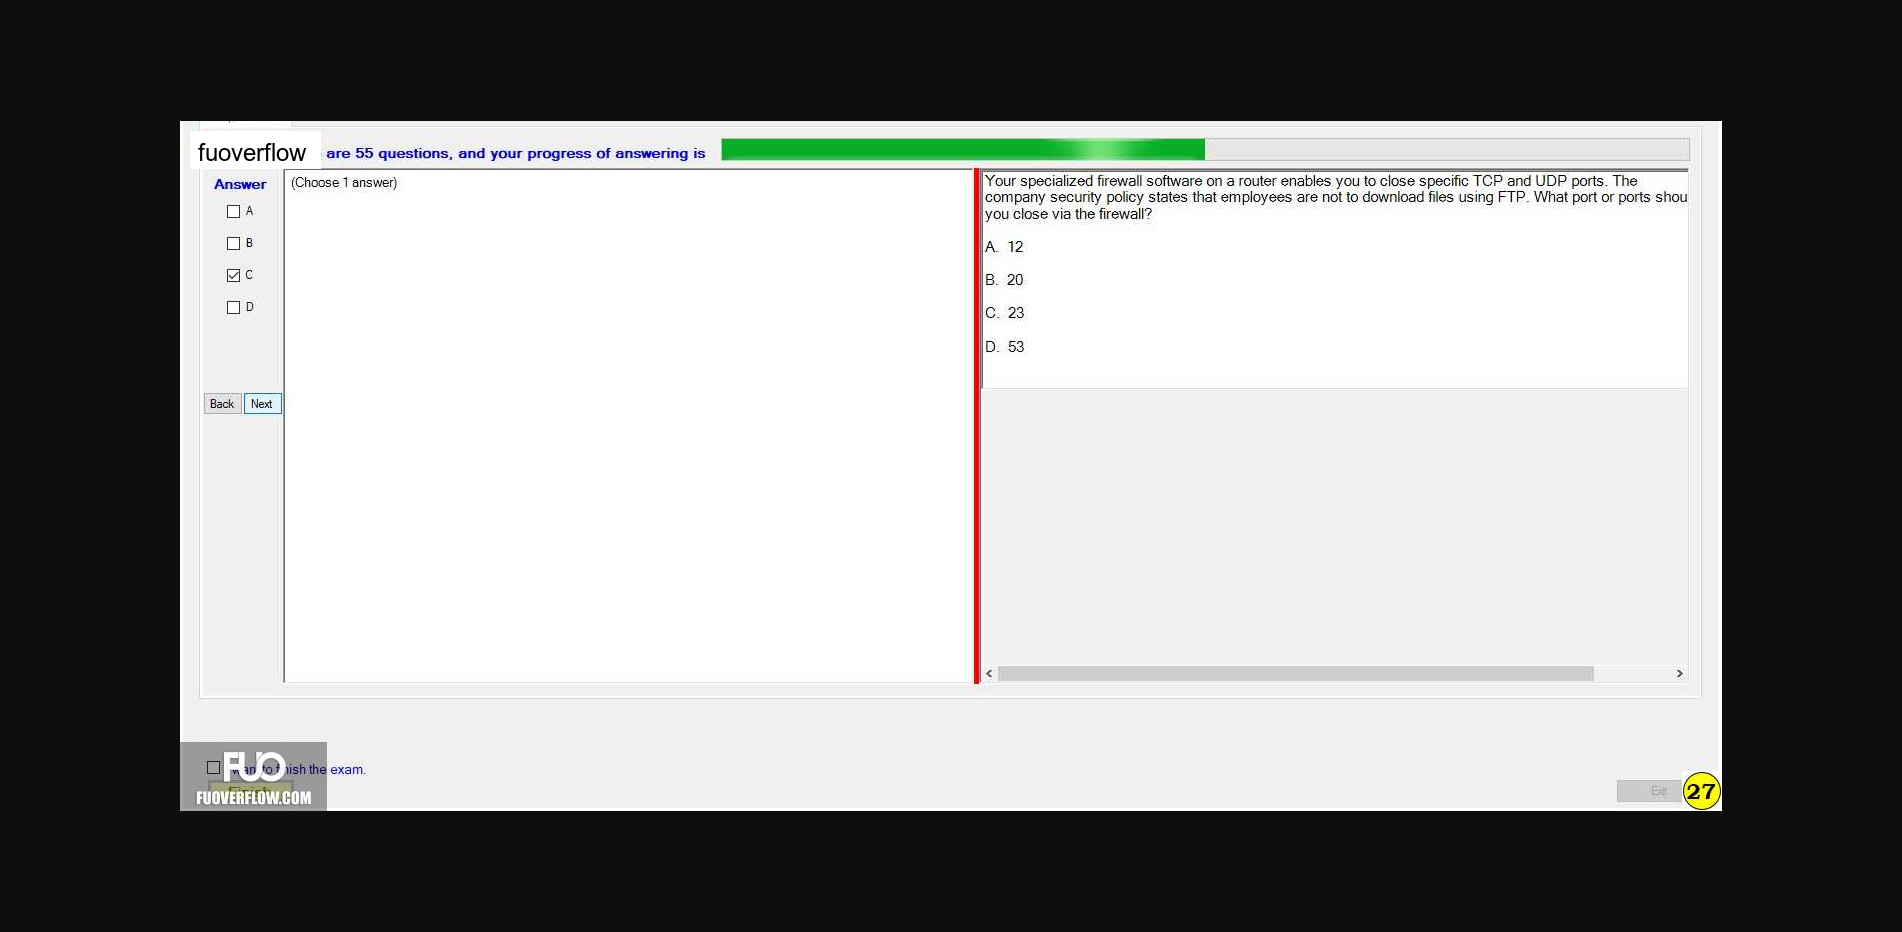 fuoverflow are 55 questions, and your progress of answering is
Answer
(Choose 1 answer)
A
B
C
D
Back Next
Your specialized firewall software on a router enables you to close specific TCP and UDP ports. The
company security policy states that employees are not to download files using FTP. What port or ports shou
you close via the firewall?
A. 12
B. 20
C. 23
D. 53
FUO
to finish the exam.
Finish
FUOVERFLOW.COM
Exit
27